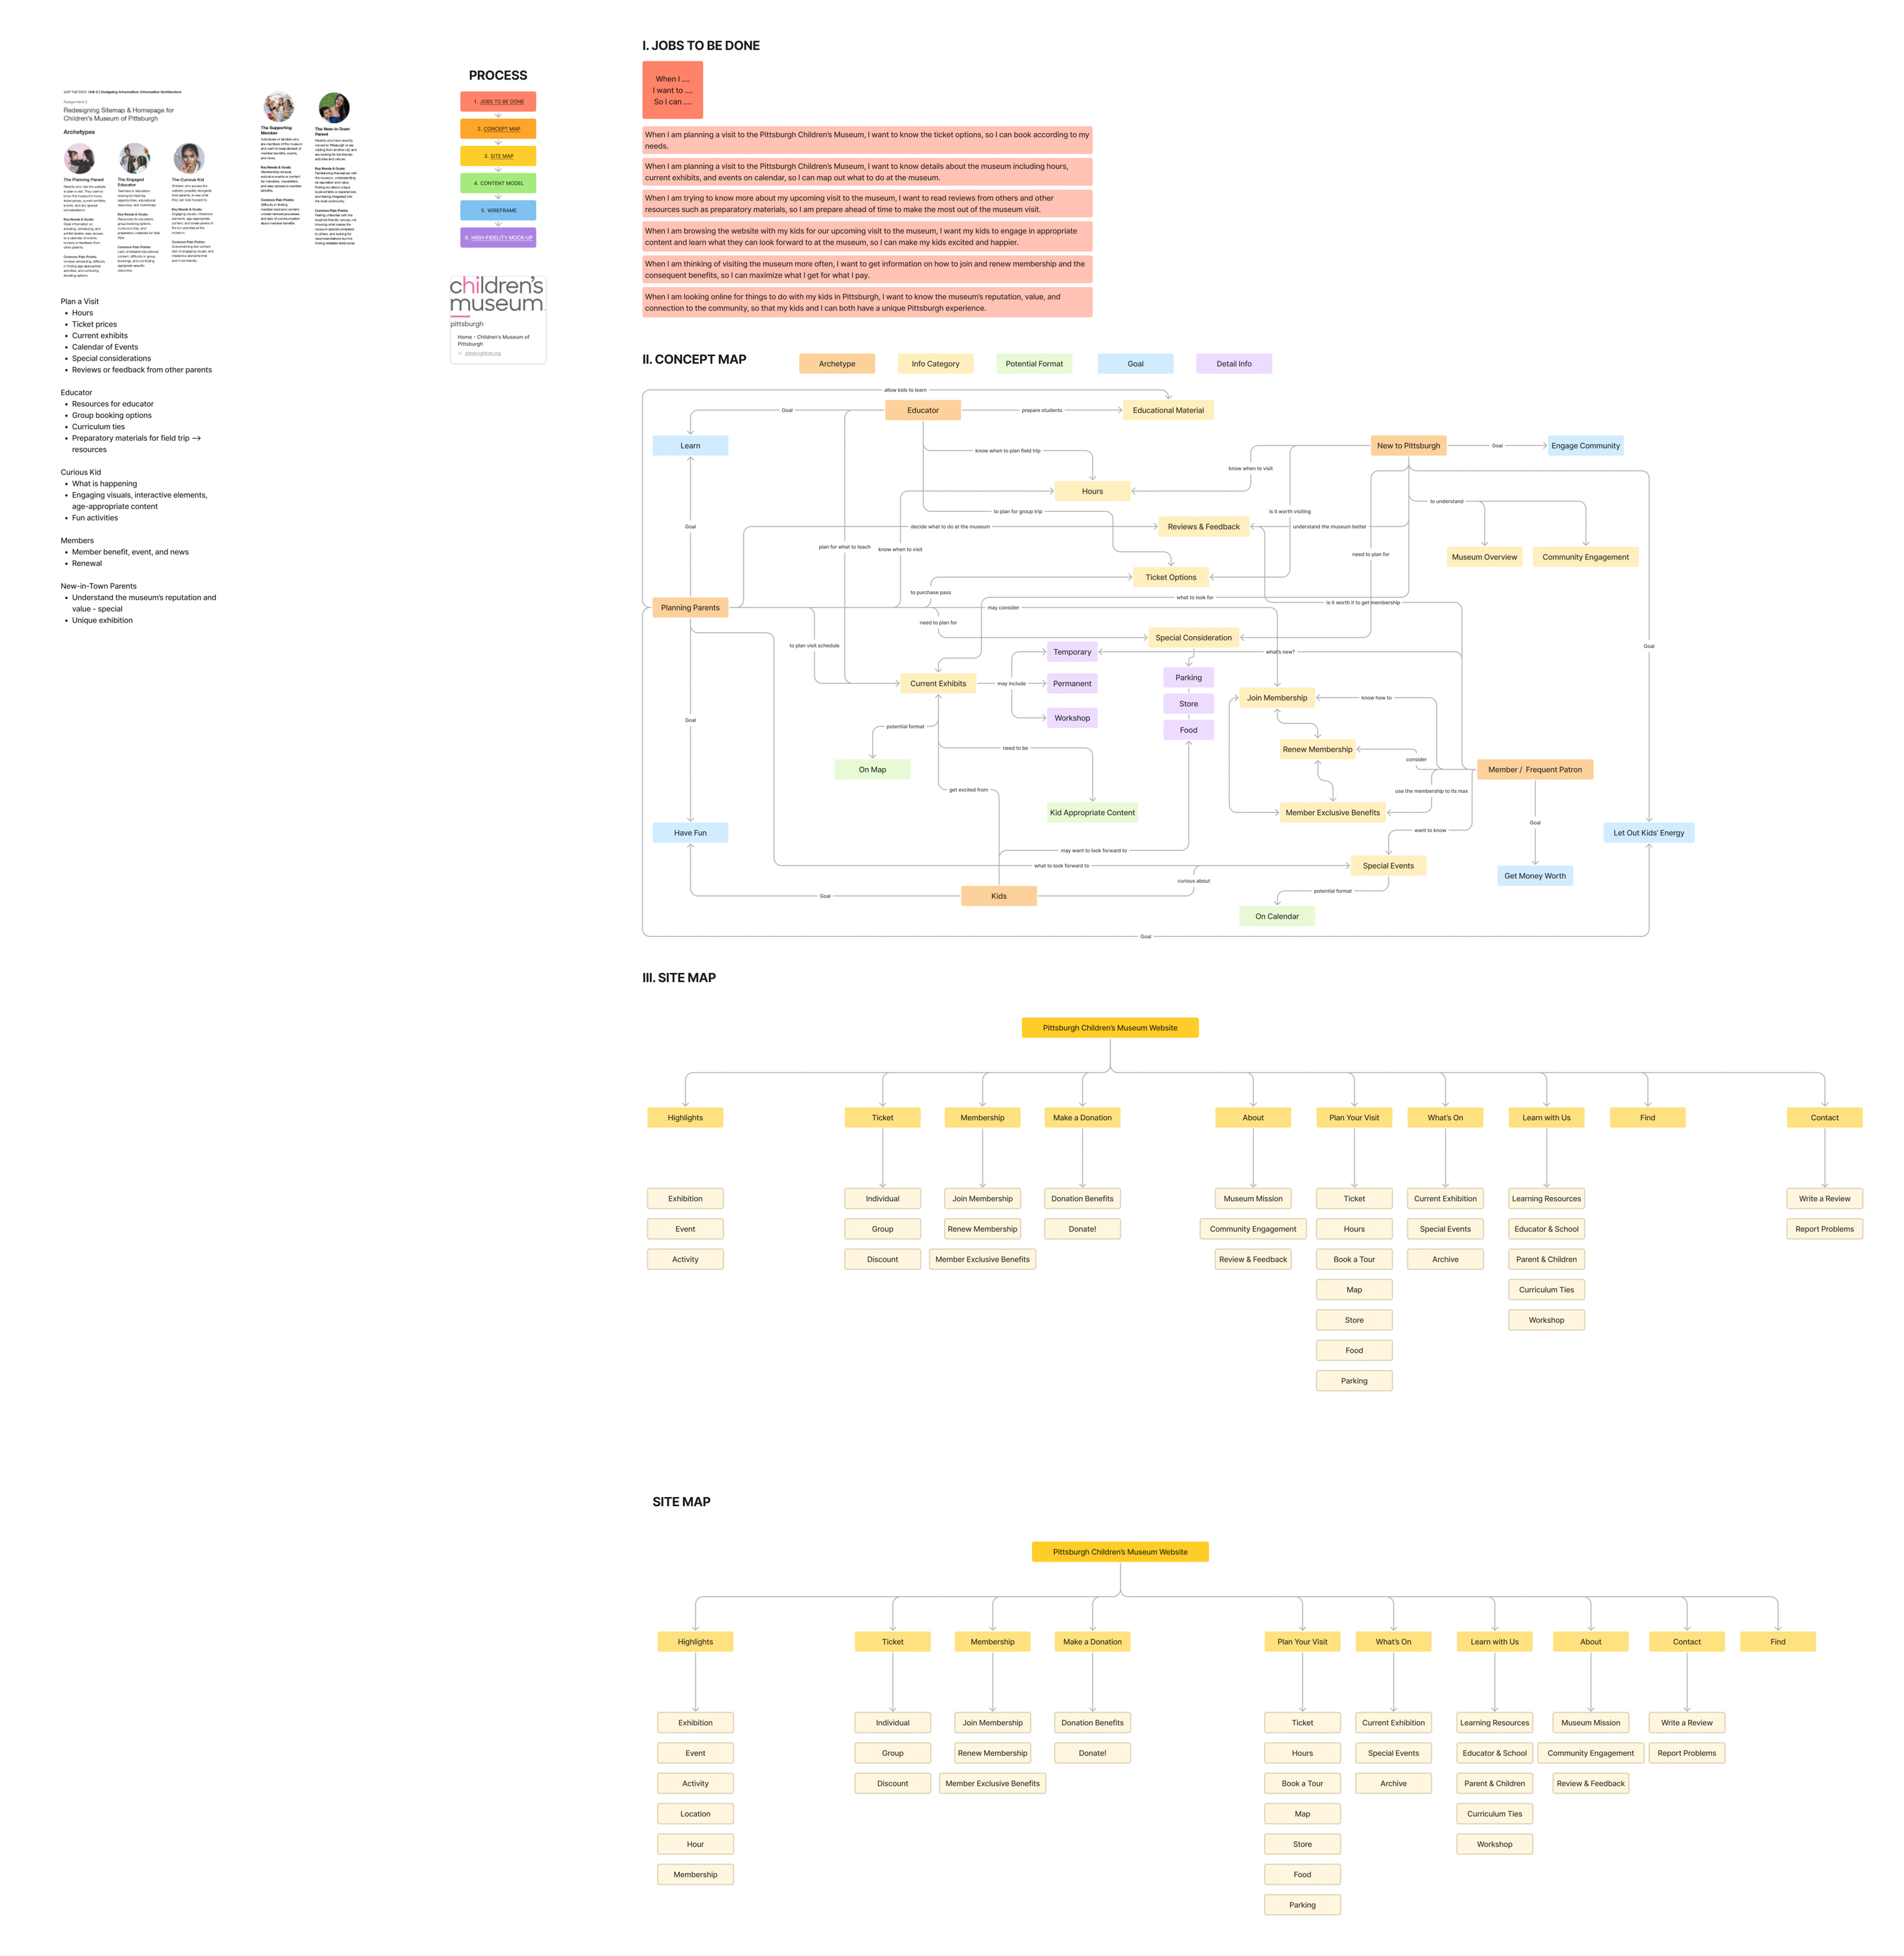 Assignment 2
Redesigning Sitemap & Homepage for
Children's Museum of Pittsburgh
Archetypes
The Planning Parent
The Engaged
Educator
The Curious Kid
The Supporting
Member
The New-in-Town
Parent
Key Needs & Goals:
Common Pain Points:
Plan a Visit
• Hours
• Ticket prices
• Current exhibits
• Calendar of Events
• Special considerations
• Reviews or feedback from other parents
Educator
• Resources for educator
• Group booking options
• Curriculum ties
• Preparatory materials for field trip →
resources
Curious Kid
• What is happening
• Engaging visuals, interactive elements,
age-appropriate content
• Fun activities
Members
• Member benefit, event, and news
• Renewal
New-in-Town Parents
• Understand the museum's reputation and
value - special
• Unique exhibition
PROCESS
1. JOBS TO BE DONE
2. CONCEPT MAP
3. SITE MAP
4. CONTENT MODEL
5. WIREFRAME
6. HIGH-FIDELITY MOCK-UP
children's
museum
pittsburgh
Home - Children's Museum of
Pittsburgh
pittsburghkids.org
I. JOBS TO BE DONE
When I ....
I want to ....
So I can ....
When I am planning a visit to the Pittsburgh Children's Museum, I want to know the ticket options, so I can book according to my
needs.
When I am planning a visit to the Pittsburgh Children's Museum, I want to know details about the museum including hours,
current exhibits, and events on calendar, so I can map out what to do at the museum.
When I am trying to know more about my upcoming visit to the museum, I want to read reviews from others and other
resources such as preparatory materials, so I am prepare ahead of time to make the most out of the museum visit.
When I am browsing the website with my kids for our upcoming visit to the museum, I want my kids to engage in appropriate
content and learn what they can look forward to at the museum, so I can make my kids excited and happier.
When I am thinking of visiting the museum more often, I want to get information on how to join and renew membership and the
consequent benefits, so I can maximize what I get for what I pay.
When I am looking online for things to do with my kids in Pittsburgh, I want to know the museum's reputation, value, and
connection to the community, so that my kids and I can both have a unique Pittsburgh experience.
II. CONCEPT MAP
Archetype
Info Category
Potential Format
Goal
Detail Info
allow kids to learn
Goal
Educator
prepare students
Educational Material
Learn
New to Pittsburgh
Goal
Engage Community
know when to plan field trip
know when to visit
Hours
to understand
to plan for group trip
is it worth visiting
Goal
decide what to do at the museum
Reviews & Feedback
understand the museum better
plan for what to teach
know when to visit
need to plan for
Museum Overview
Community Engagement
Ticket Options
to purchase pass
what to look for
is it worth it to get membership
Planning Parents
may consider
need to plan for
Special Consideration
to plan visit schedule
Goal
Temporary
what's new?
Parking
Current Exhibits
may include
Permanent
Join Membership
know how to
Store
Workshop
Goal
potential format
Food
need to be
Renew Membership
consider
On Map
Member / Frequent Patron
get excited from
use the membership to its max
Kid Appropriate Content
Member Exclusive Benefits
Goal
Have Fun
want to know
Let Out Kids' Energy
may want to look forward to
what to look forward to
Special Events
Get Money Worth
curious about
potential format
Goal
Kids
On Calendar
Goal
III. SITE MAP
Pittsburgh Children's Museum Website
Highlights
Ticket
Membership
Make a Donation
About
Plan Your Visit
What's On
Learn with Us
Find
Contact
Exhibition
Individual
Join Membership
Donation Benefits
Museum Mission
Ticket
Current Exhibition
Learning Resources
Write a Review
Event
Group
Renew Membership
Donate!
Community Engagement
Hours
Special Events
Educator & School
Report Problems
Activity
Discount
Member Exclusive Benefits
Review & Feedback
Book a Tour
Archive
Parent & Children
Map
Curriculum Ties
Store
Workshop
Food
Parking
SITE MAP
Pittsburgh Children's Museum Website
Highlights
Ticket
Membership
Make a Donation
Plan Your Visit
What's On
Learn with Us
About
Contact
Find
Exhibition
Individual
Join Membership
Donation Benefits
Ticket
Current Exhibition
Learning Resources
Museum Mission
Write a Review
Event
Group
Renew Membership
Donate!
Hours
Special Events
Educator & School
Community Engagement
Report Problems
Activity
Discount
Member Exclusive Benefits
Book a Tour
Archive
Parent & Children
Review & Feedback
Location
Map
Curriculum Ties
Hour
Store
Workshop
Membership
Food
Parking